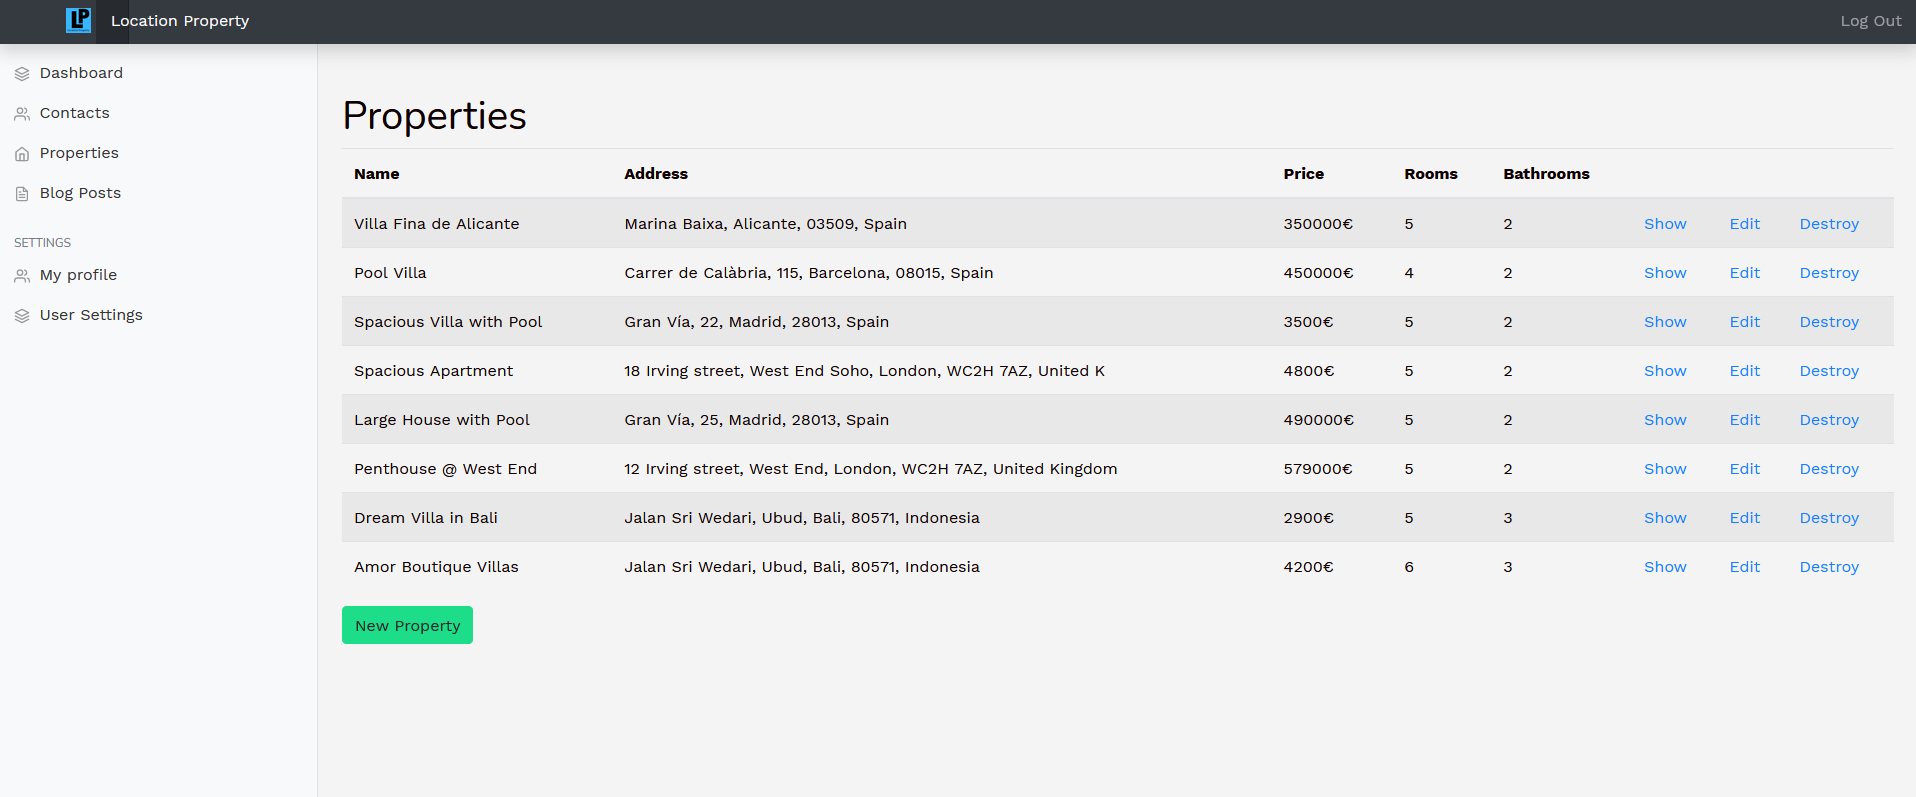 LP Location Property Log Out
Dashboard
Contacts
Properties
Blog Posts
SETTINGS
My profile
User Settings
Properties
Name Address Price Rooms Bathrooms
Villa Fina de Alicante Marina Baixa, Alicante, 03509, Spain 350000€ 5 2 Show Edit Destroy
Pool Villa Carrer de Calàbria, 115, Barcelona, 08015, Spain 450000€ 4 2 Show Edit Destroy
Spacious Villa with Pool Gran Vía, 22, Madrid, 28013, Spain 3500€ 5 2 Show Edit Destroy
Spacious Apartment 18 Irving street, West End Soho, London, WC2H 7AZ, United K 4800€ 5 2 Show Edit Destroy
Large House with Pool Gran Vía, 25, Madrid, 28013, Spain 490000€ 5 2 Show Edit Destroy
Penthouse @ West End 12 Irving street, West End, London, WC2H 7AZ, United Kingdom 579000€ 5 2 Show Edit Destroy
Dream Villa in Bali Jalan Sri Wedari, Ubud, Bali, 80571, Indonesia 2900€ 5 3 Show Edit Destroy
Amor Boutique Villas Jalan Sri Wedari, Ubud, Bali, 80571, Indonesia 4200€ 6 3 Show Edit Destroy
New Property